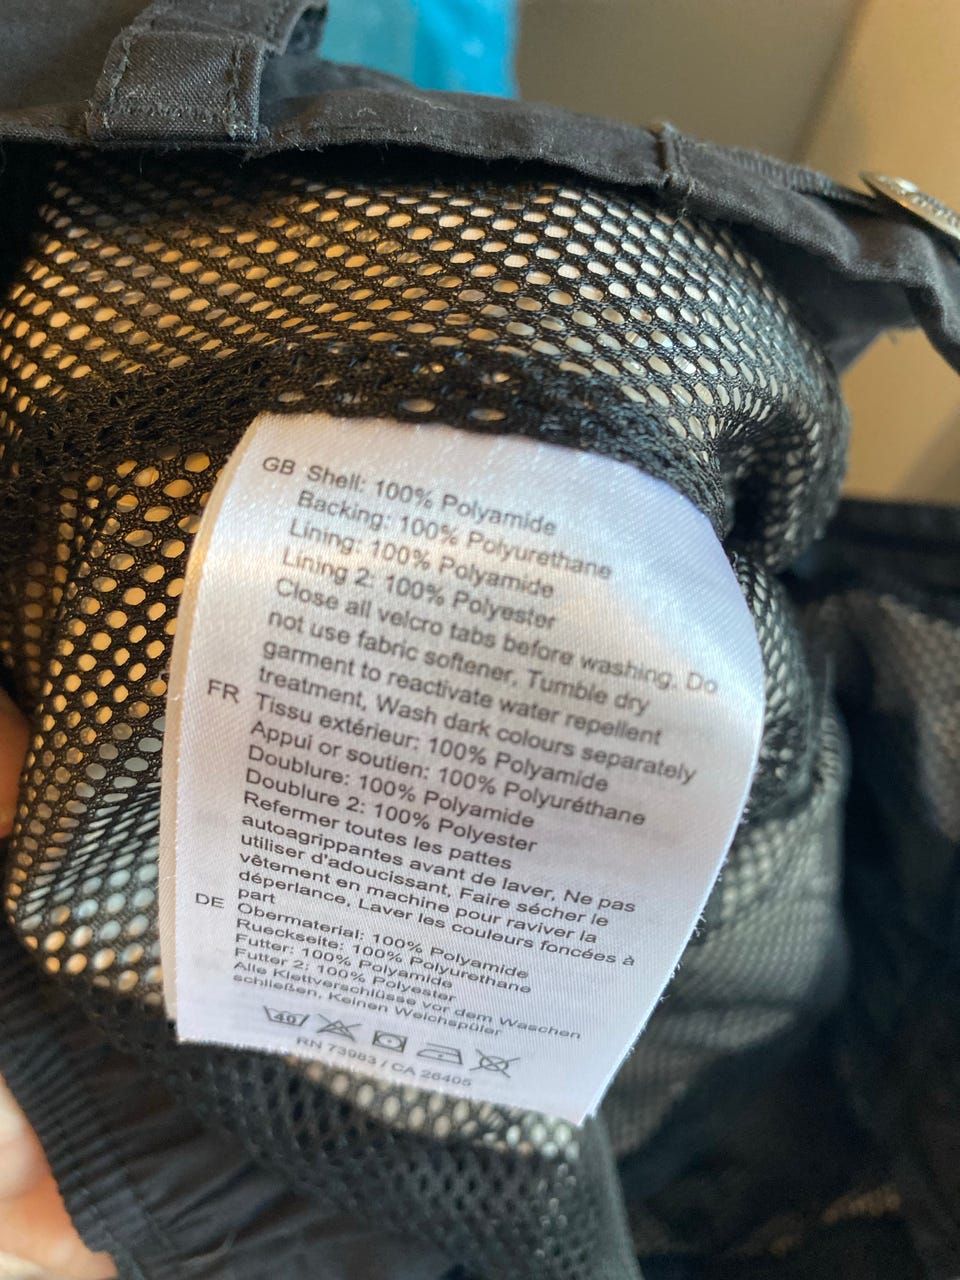 GB Shell: 100% Polyamide
Backing: 100% Polyurethane
Lining: 100% Polyamide
Lining 2: 100% Polyester
Close all velcro tabs before washing. Do
not use fabric softener, Tumble dry
garment to reactivate water repellent
treatment, Wash dark colours separately
FR Tissu extérieur: 100% Polyamide
Appui or soutien: 100% Polyuréthane
Doublure: 100% Polyamide
Doublure 2: 100% Polyester
Refermer toutes les pattes
autoagrippantes avant de laver, Ne pas
utiliser d'adoucissant, Faire sécher le
vêtement en machine pour raviver la
déperlance, Laver les couleurs foncées à
part
DE Obermaterial: 100% Polyamide
Rueckseite: 100% Polyurethane
Futter: 100% Polyamide
Futter 2: 100% Polyester
Alle Klettverschlüsse vor dem Waschen
schließen, Keinen Weichspüler
40
RN 73983 / CA 26405